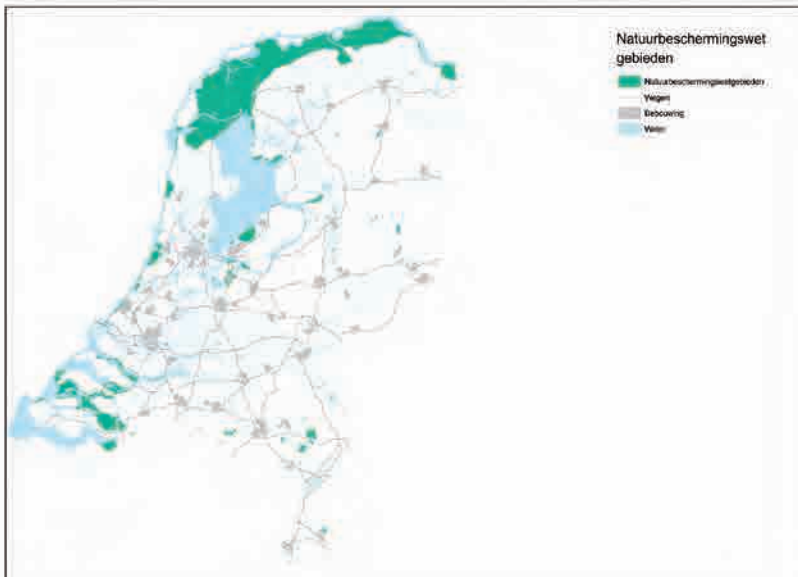 Natuurbeschermingswet
gebieden
Natuurbeschermingswetgebieden
Wegen
Bebouwing
Water